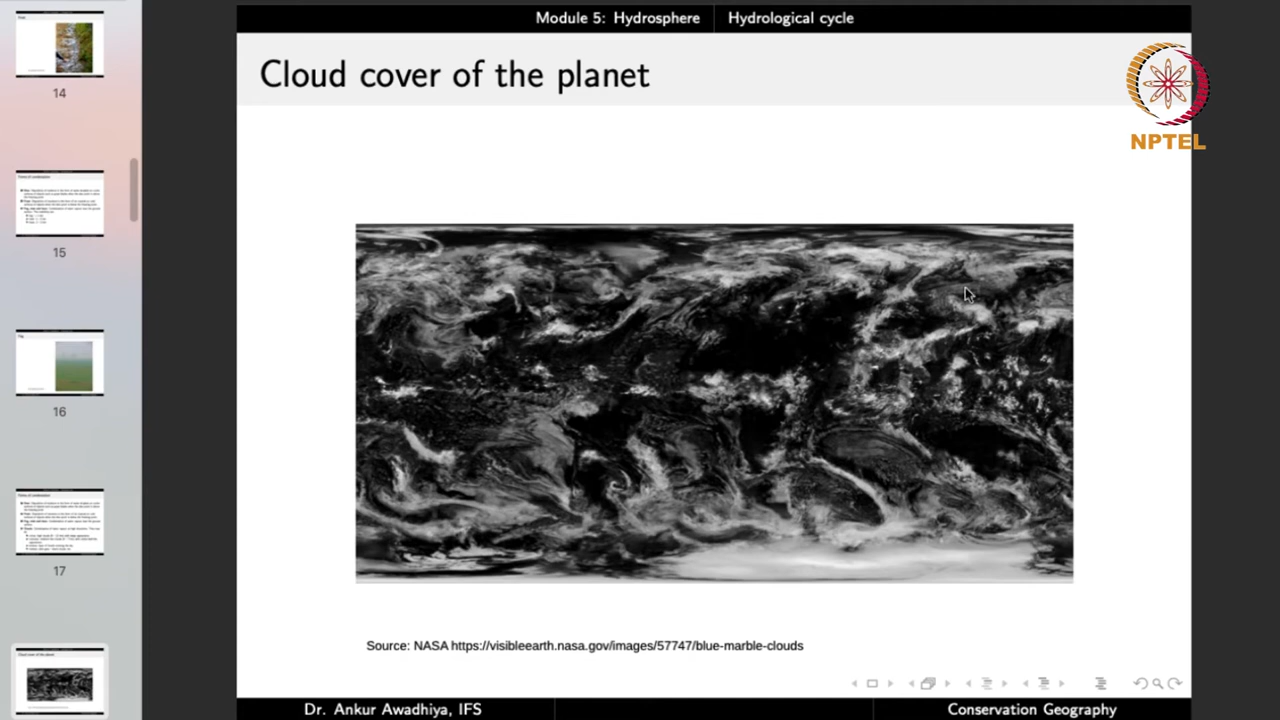 Module 5: Hydrosphere Hydrological cycle
Cloud cover of the planet
NPTEL
14
15
16
17
Source: NASA https://visibleearth.nasa.gov/images/57747/blue-marble-clouds
Dr. Ankur Awadhiya, IFS Conservation Geography